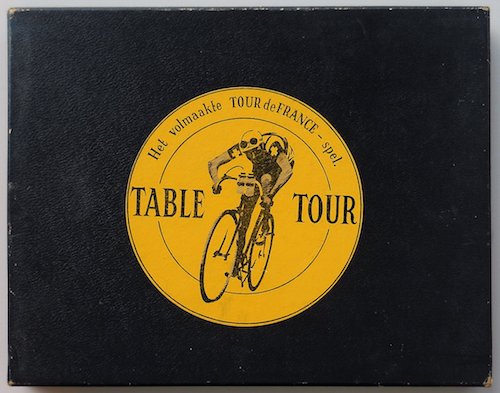 Het volmaakte TOUR de FRANCE - spel.
TABLE TOUR